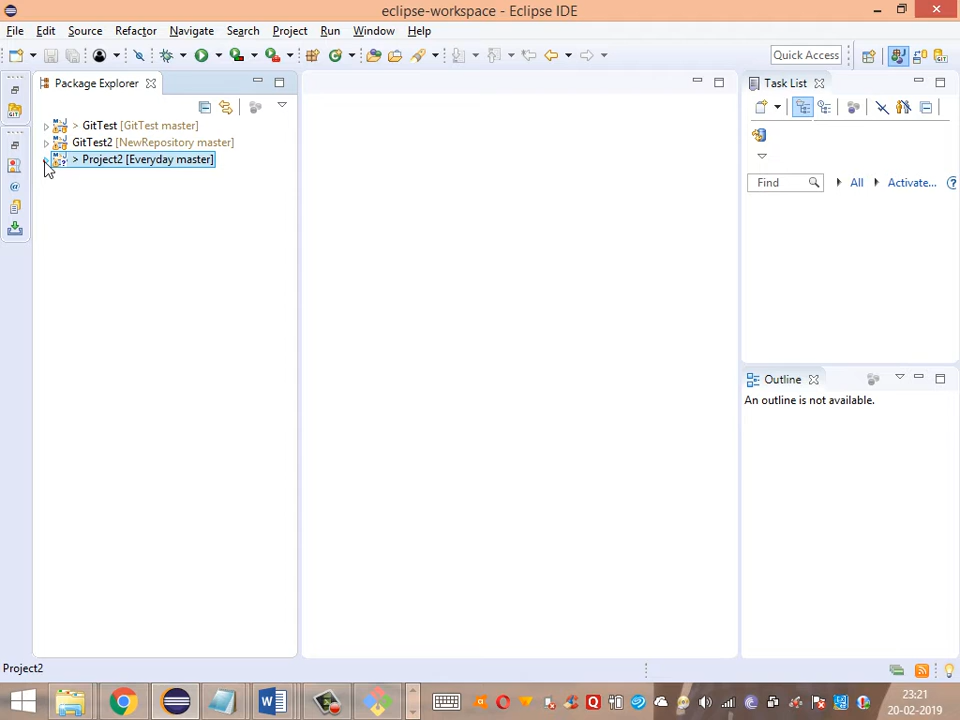 eclipse-workspace - Eclipse IDE
File Edit Source Refactor Navigate Search Project Run Window Help
Quick Access
Package Explorer
> GitTest [GitTest master]
GitTest2 [NewRepository master]
> Project2 [Everyday master]
Task List
Find All Activate...
Outline
An outline is not available.
Project2
23:21
20-02-2019